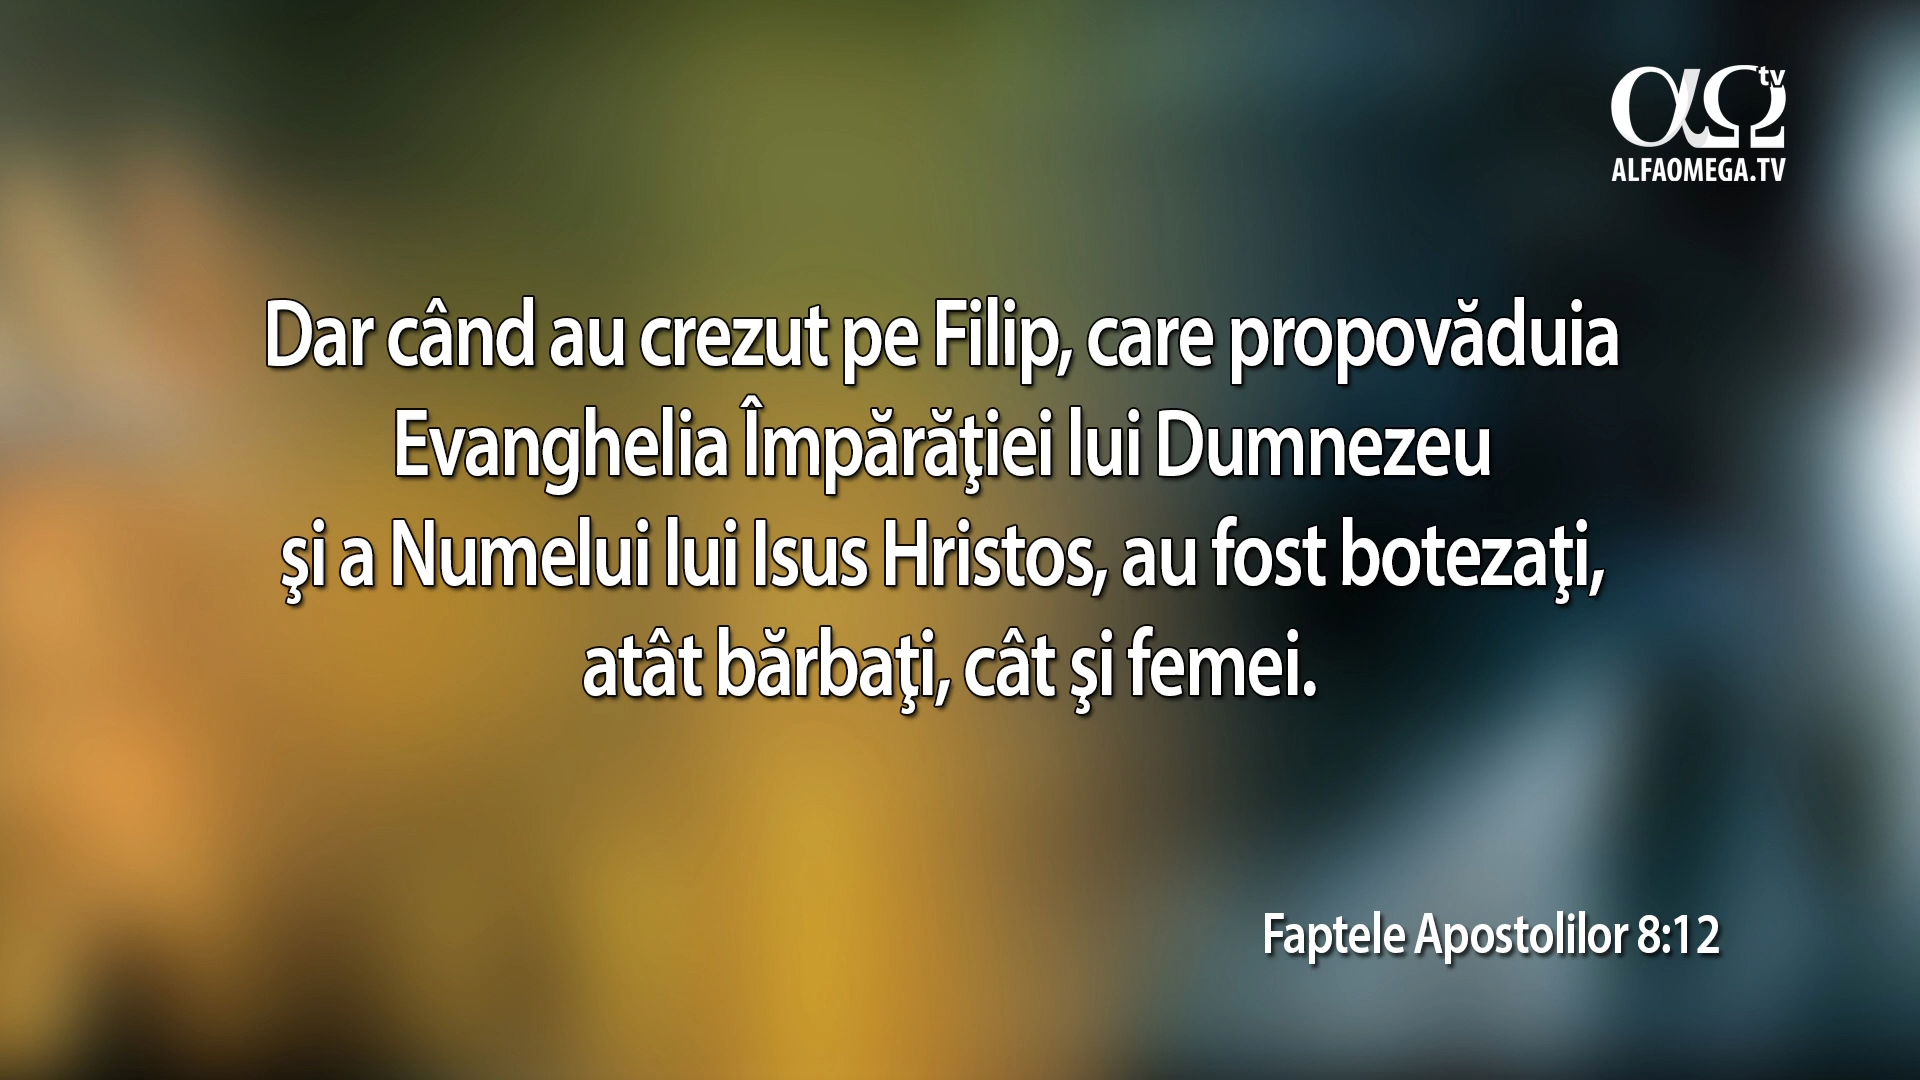 αΩ tv
ALFAOMEGA.TV
Dar când au crezut pe Filip, care propovăduia
Evanghelia Împărăţiei lui Dumnezeu
şi a Numelui lui Isus Hristos, au fost botezaţi,
atât bărbaţi, cât şi femei.
Faptele Apostolilor 8:12